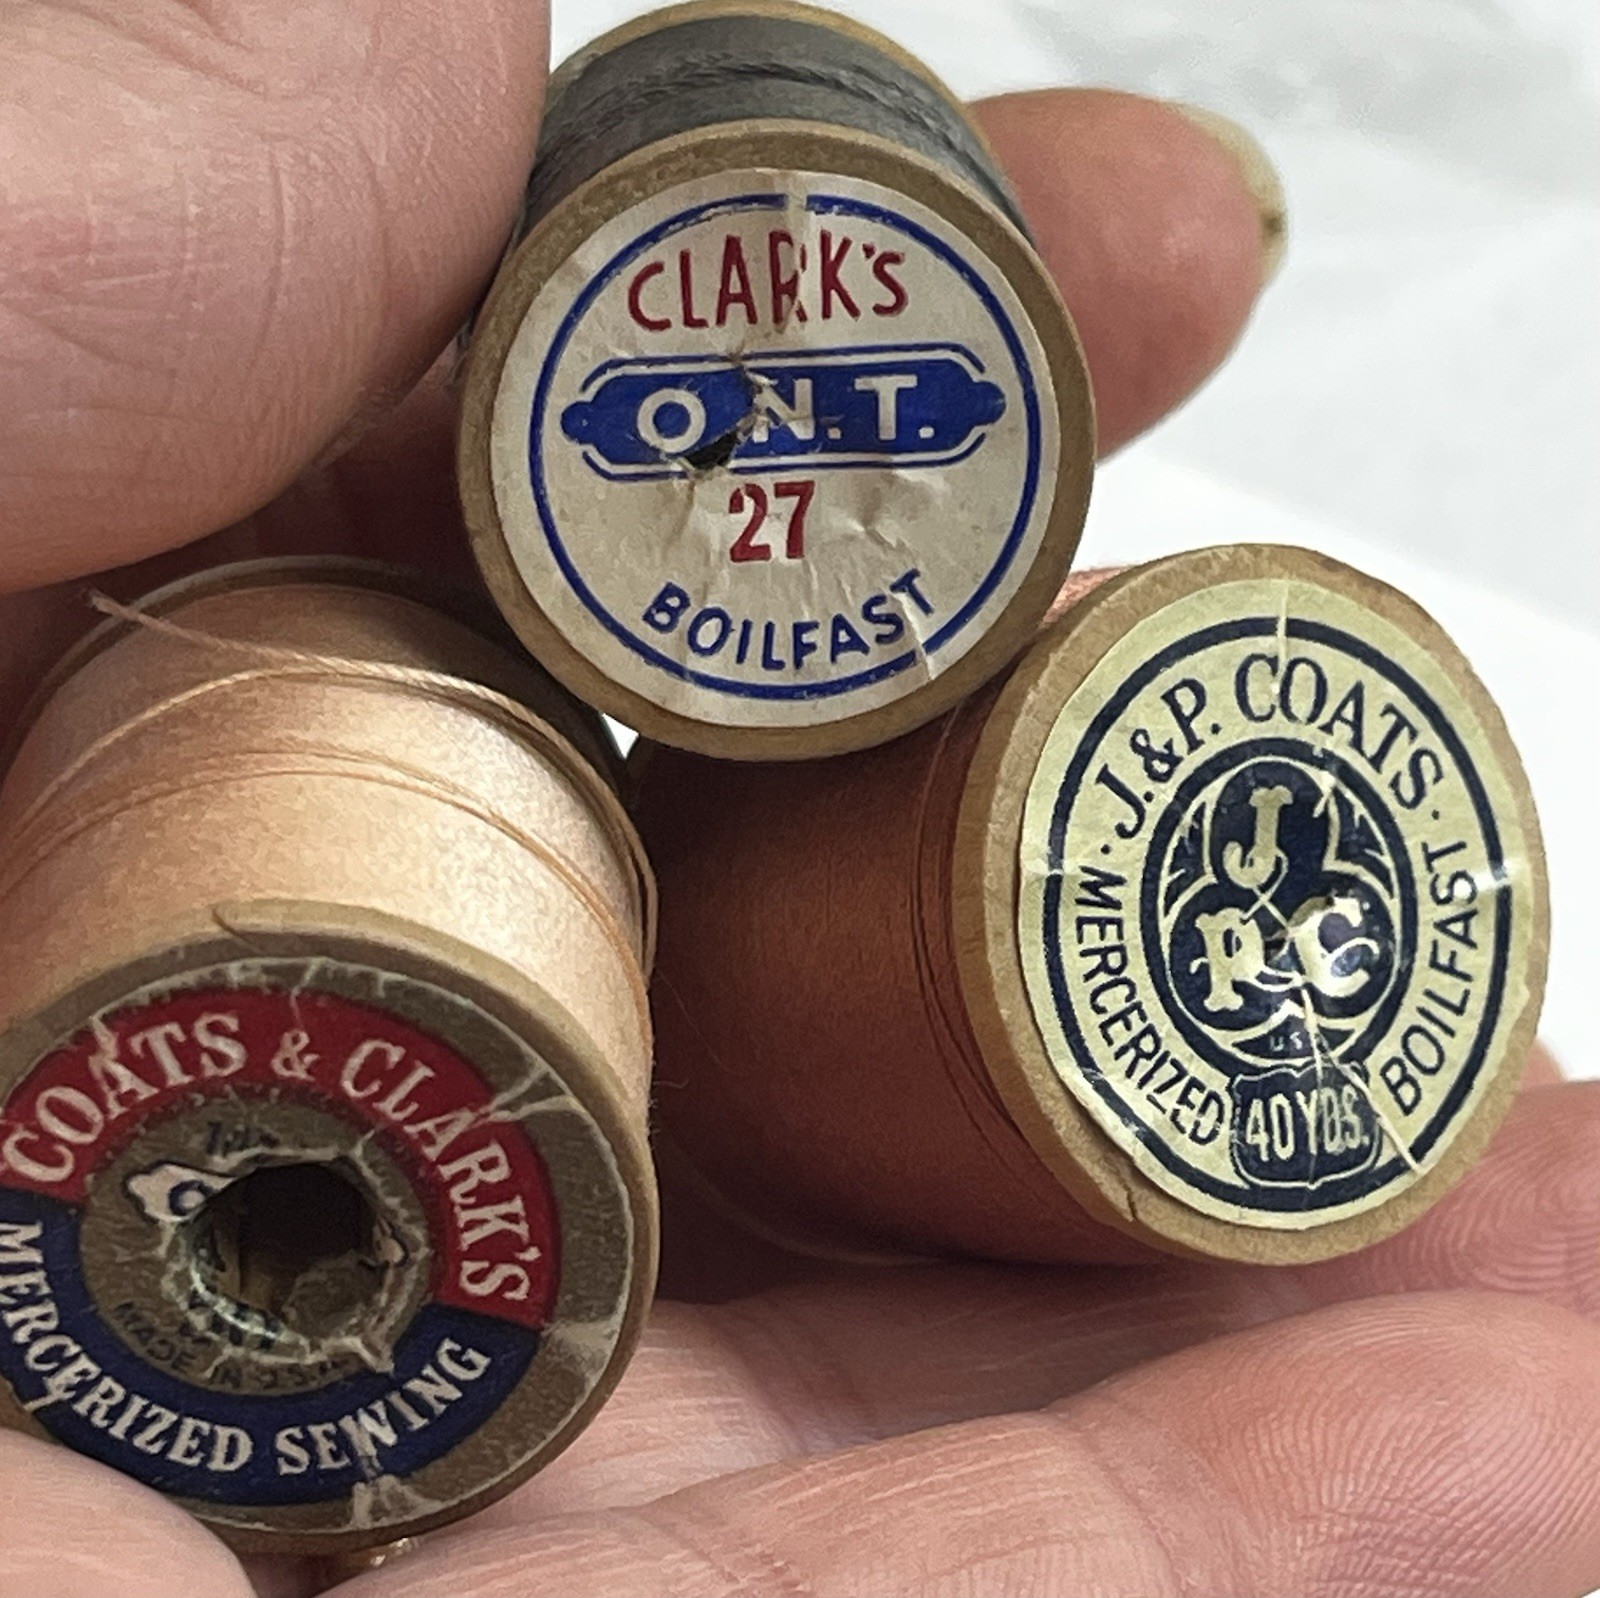 CLARK'S
O.N.T.
27
BOILFAST
· J. & P. COATS ·
MERCERIZED
BOILFAST
J
P C
U.S.A.
40 YDS.
COATS & CLARK'S
MERCERIZED SEWING
MADE IN U.S.A.